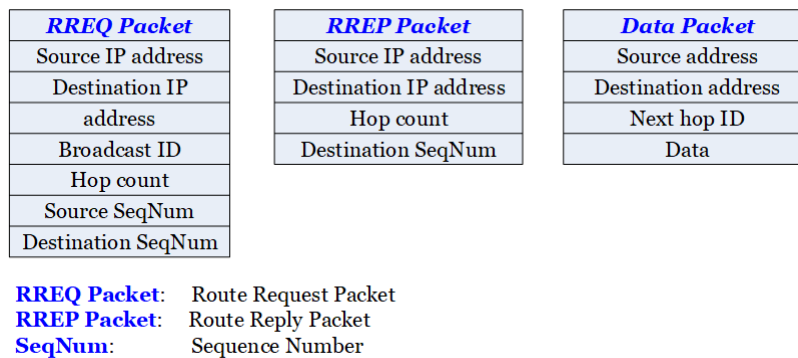 RREQ Packet
Source IP address
Destination IP
address
Broadcast ID
Hop count
Source SeqNum
Destination SeqNum
RREP Packet
Source IP address
Destination IP address
Hop count
Destination SeqNum
Data Packet
Source address
Destination address
Next hop ID
Data
RREQ Packet: Route Request Packet
RREP Packet: Route Reply Packet
SeqNum: Sequence Number